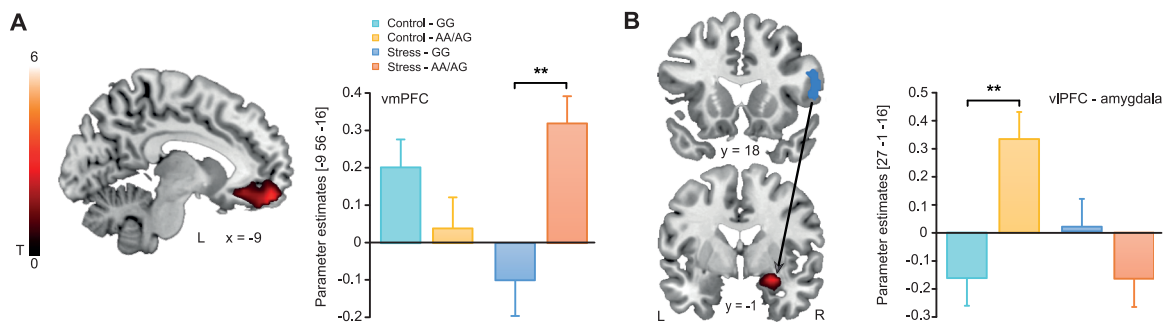 A
6
T
0
L x = -9
Control - GG
Control - AA/AG
Stress - GG
Stress - AA/AG
vmPFC
**
Parameter estimates [-9 56 -16]
0.4
0.3
0.2
0.1
0
-0.1
-0.2
B
y = 18
y = -1
L
R
vlPFC - amygdala
**
Parameter estimates [27 -1 -16]
0.5
0.4
0.3
0.2
0.1
0
-0.1
-0.2
-0.3